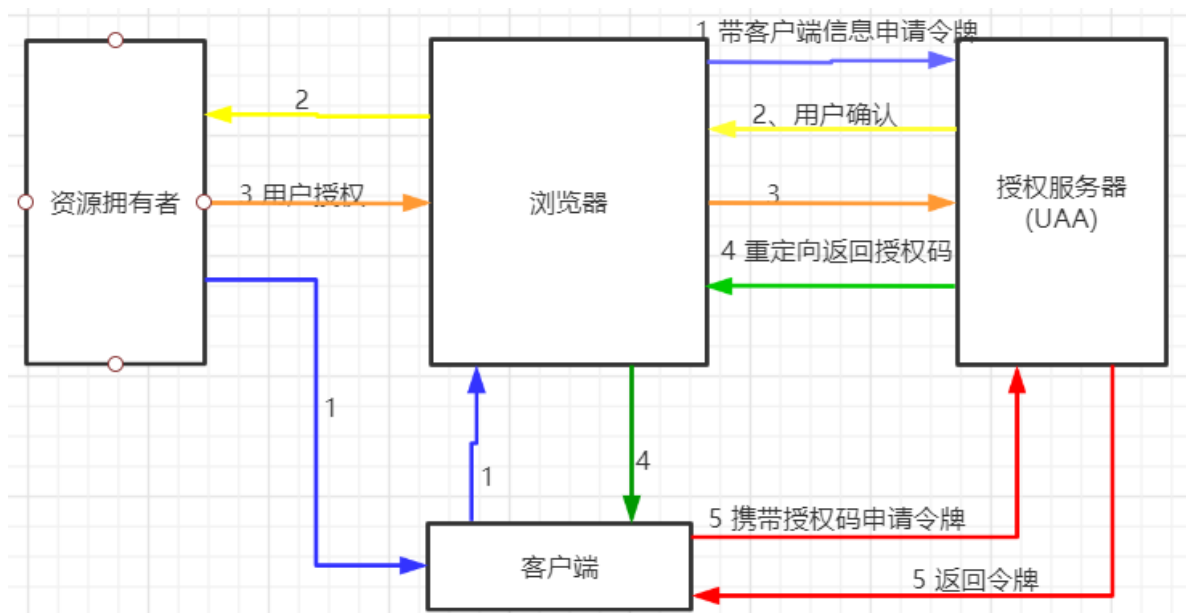 1 带客户端信息申请令牌
2
2、用户确认
资源拥有者
3 用户授权
浏览器
3
授权服务器
(UAA)
4 重定向返回授权码
1
1
4
5 携带授权码申请令牌
客户端
5 返回令牌